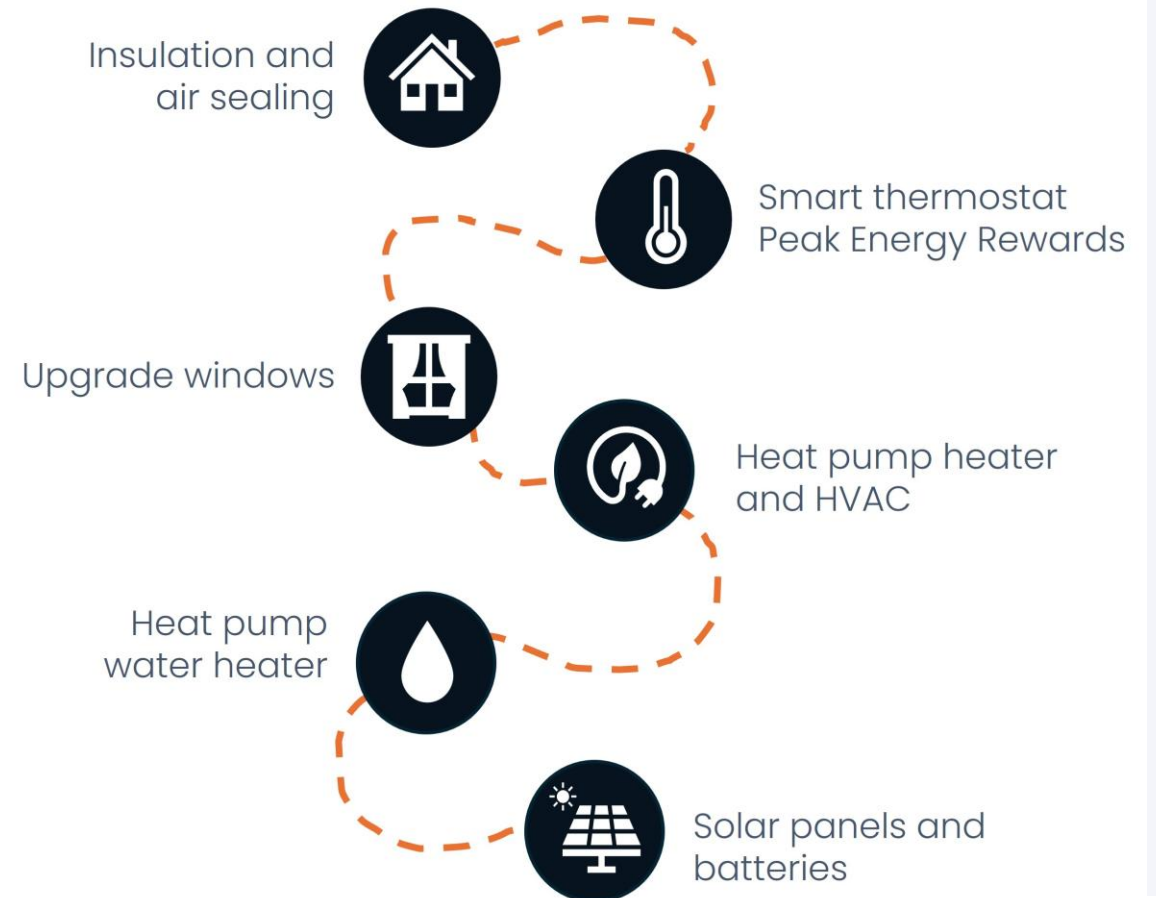 Insulation and
air sealing
Smart thermostat
Peak Energy Rewards
Upgrade windows
Heat pump heater
and HVAC
Heat pump
water heater
Solar panels and
batteries